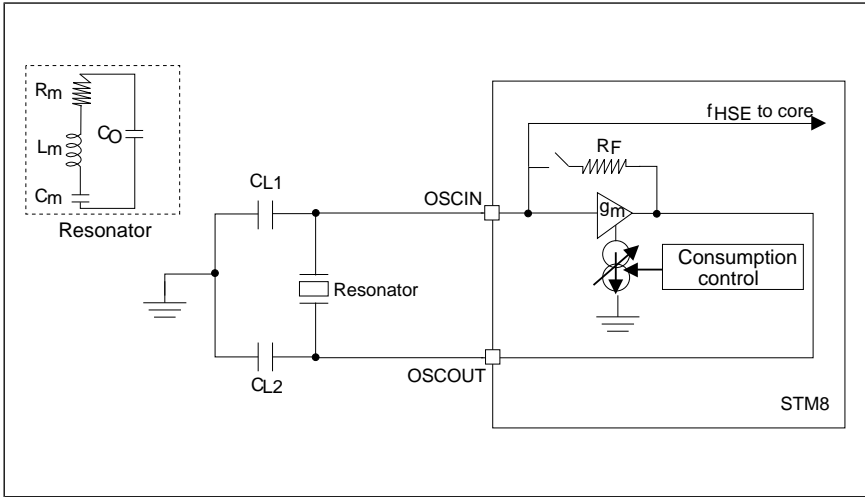 Rm
Lm
CO
Cm
Resonator
CL1
CL2
Resonator
OSCIN
OSCOUT
fHSE to core
RF
gm
Consumption
control
STM8